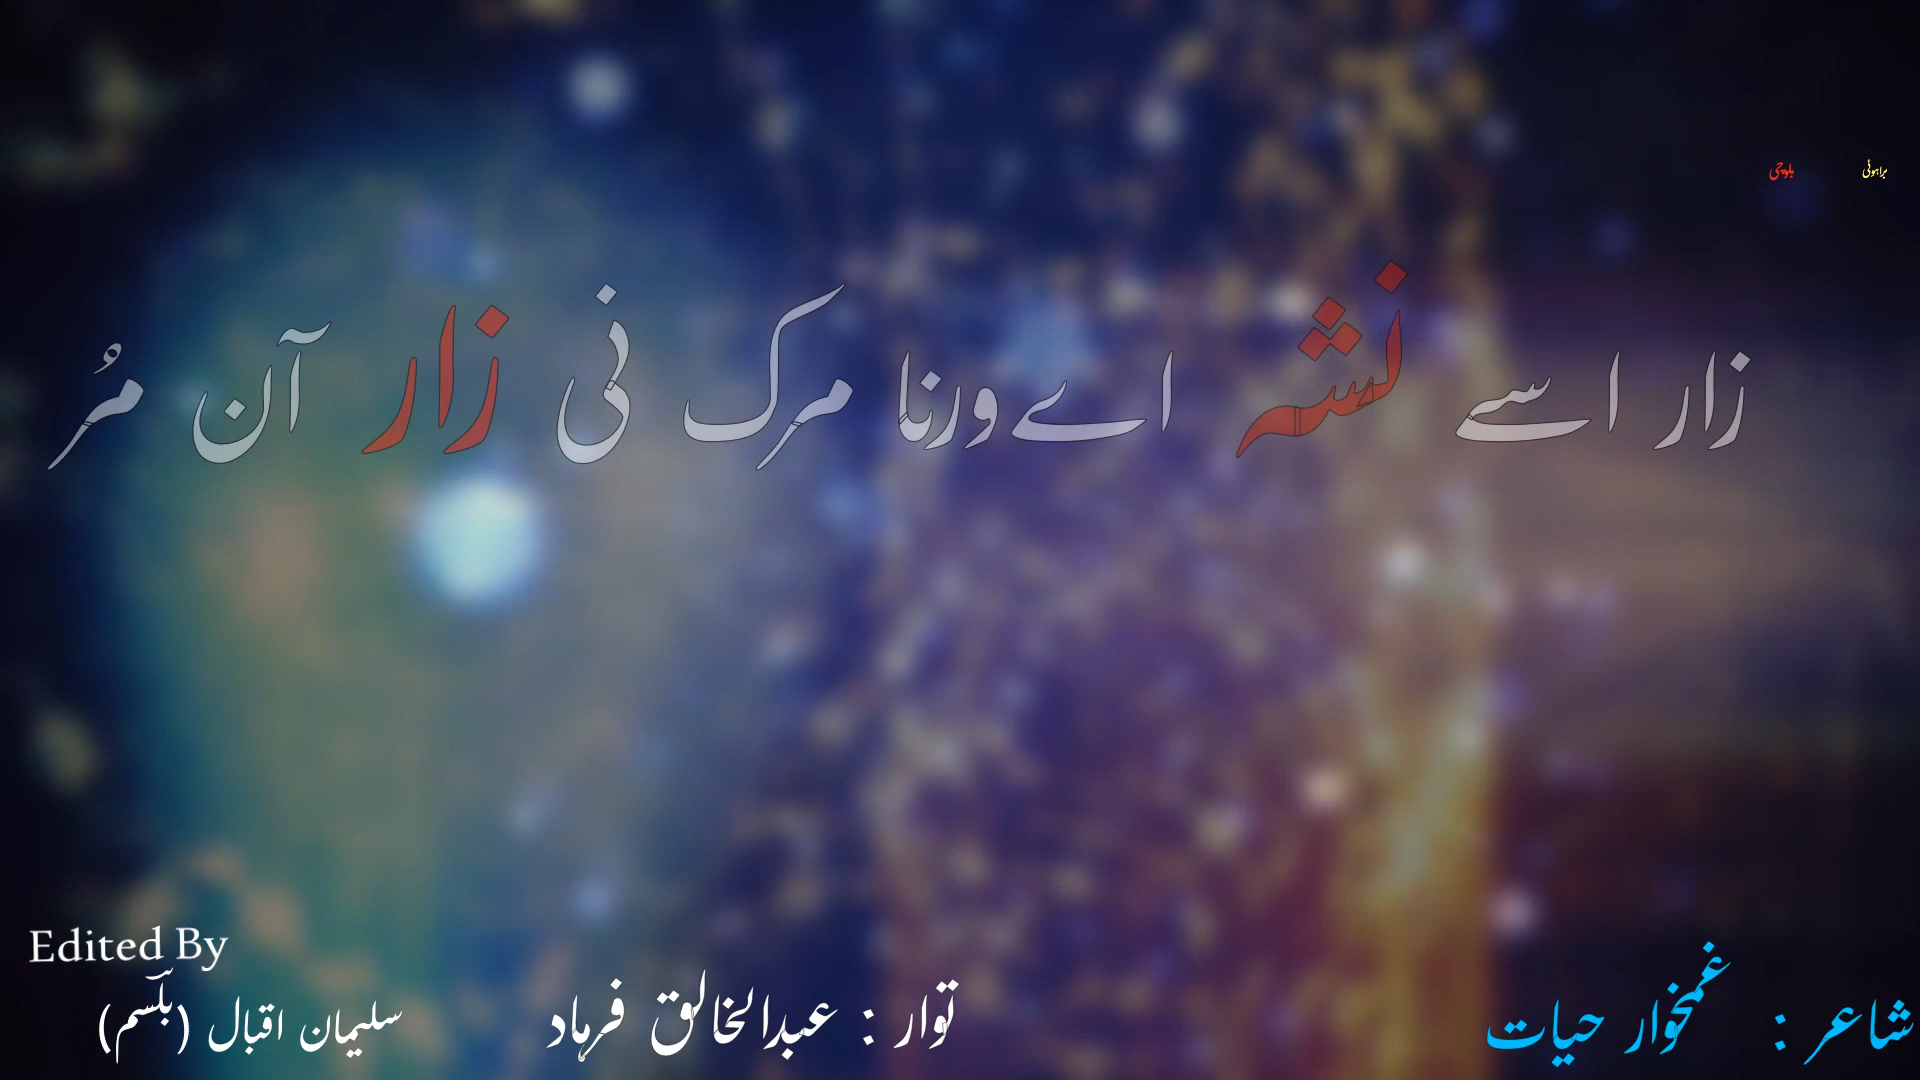 براہوئی بلوچی
زار اسے نشہ اے ورنا مرک نی زار آن مُر
Edited By
شاعر : غمخوار حیات
توار : عبدالخالق فرہاد
سلیمان اقبال (بلّسم)